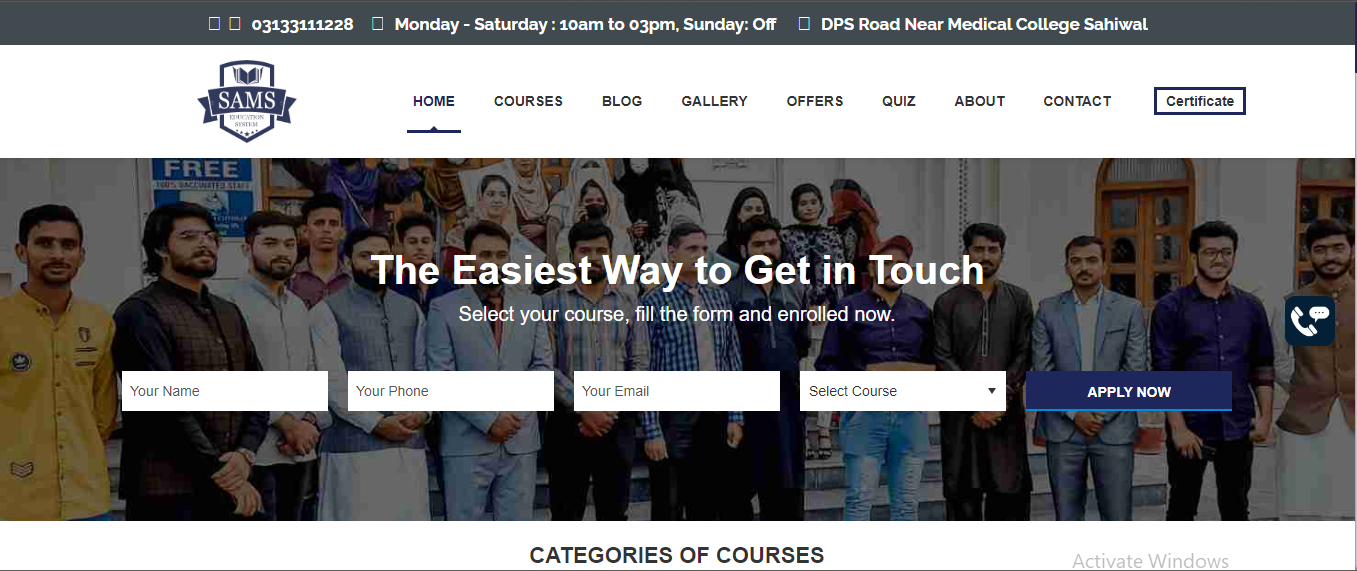 03133111228 Monday - Saturday : 10am to 03pm, Sunday: Off DPS Road Near Medical College Sahiwal
SAMS
EDUCATION
SYSTEM
HOME COURSES BLOG GALLERY OFFERS QUIZ ABOUT CONTACT Certificate
FREE
100% VACCINATED STAFF
The Easiest Way to Get in Touch
Select your course, fill the form and enrolled now.
Your Name Your Phone Your Email Select Course APPLY NOW
CATEGORIES OF COURSES
Activate Windows